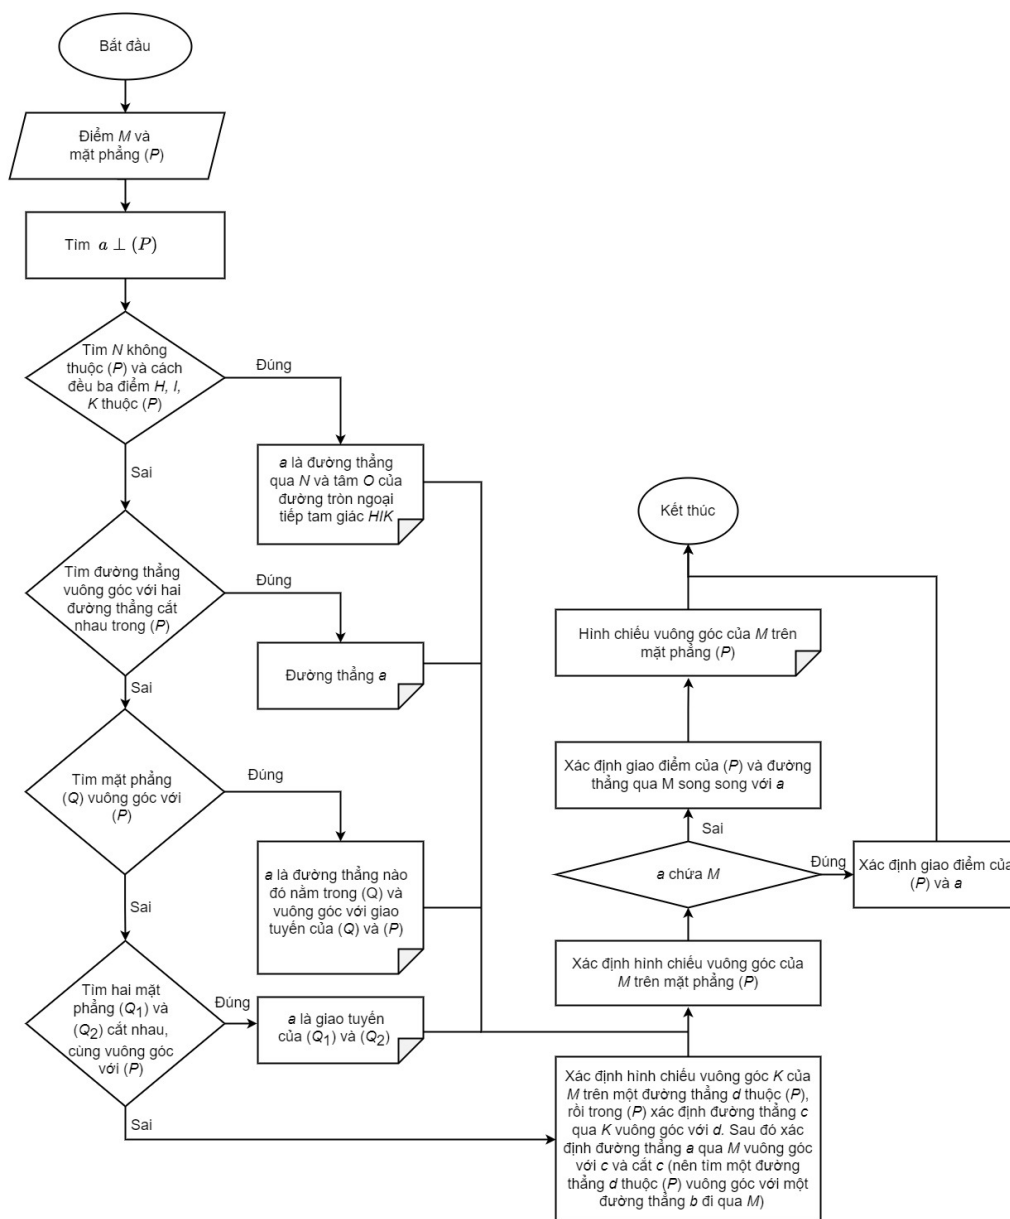 Bắt đầu
Điểm M và
mặt phẳng (P)
Tìm a ⊥ (P)
Tìm N không
thuộc (P) và cách
đều ba điểm H, I,
K thuộc (P)
Đúng
Sai
a là đường thẳng
qua N và tâm O của
đường tròn ngoại
tiếp tam giác HIK
Tìm đường thẳng
vuông góc với hai
đường thẳng cắt
nhau trong (P)
Đúng
Sai
Đường thẳng a
Tìm mặt phẳng
(Q) vuông góc với
(P)
Đúng
Sai
a là đường thẳng nào
đó nằm trong (Q) và
vuông góc với giao
tuyến của (Q) và (P)
Tìm hai mặt
phẳng (Q1) và
(Q2) cắt nhau,
cùng vuông góc
với (P)
Đúng
Sai
a là giao tuyến
của (Q1) và (Q2)
Xác định hình chiếu vuông góc K của
M trên một đường thẳng d thuộc (P),
rồi trong (P) xác định đường thẳng c
qua K vuông góc với d. Sau đó xác
định đường thẳng a qua M vuông góc
với c và cắt c (nên tìm một đường
thẳng d thuộc (P) vuông góc với một
đường thẳng b đi qua M)
Xác định hình chiếu vuông góc của
M trên mặt phẳng (P)
a chứa M
Đúng
Xác định giao điểm của
(P) và a
Sai
Xác định giao điểm của (P) và đường
thẳng qua M song song với a
Hình chiếu vuông góc của M trên
mặt phẳng (P)
Kết thúc